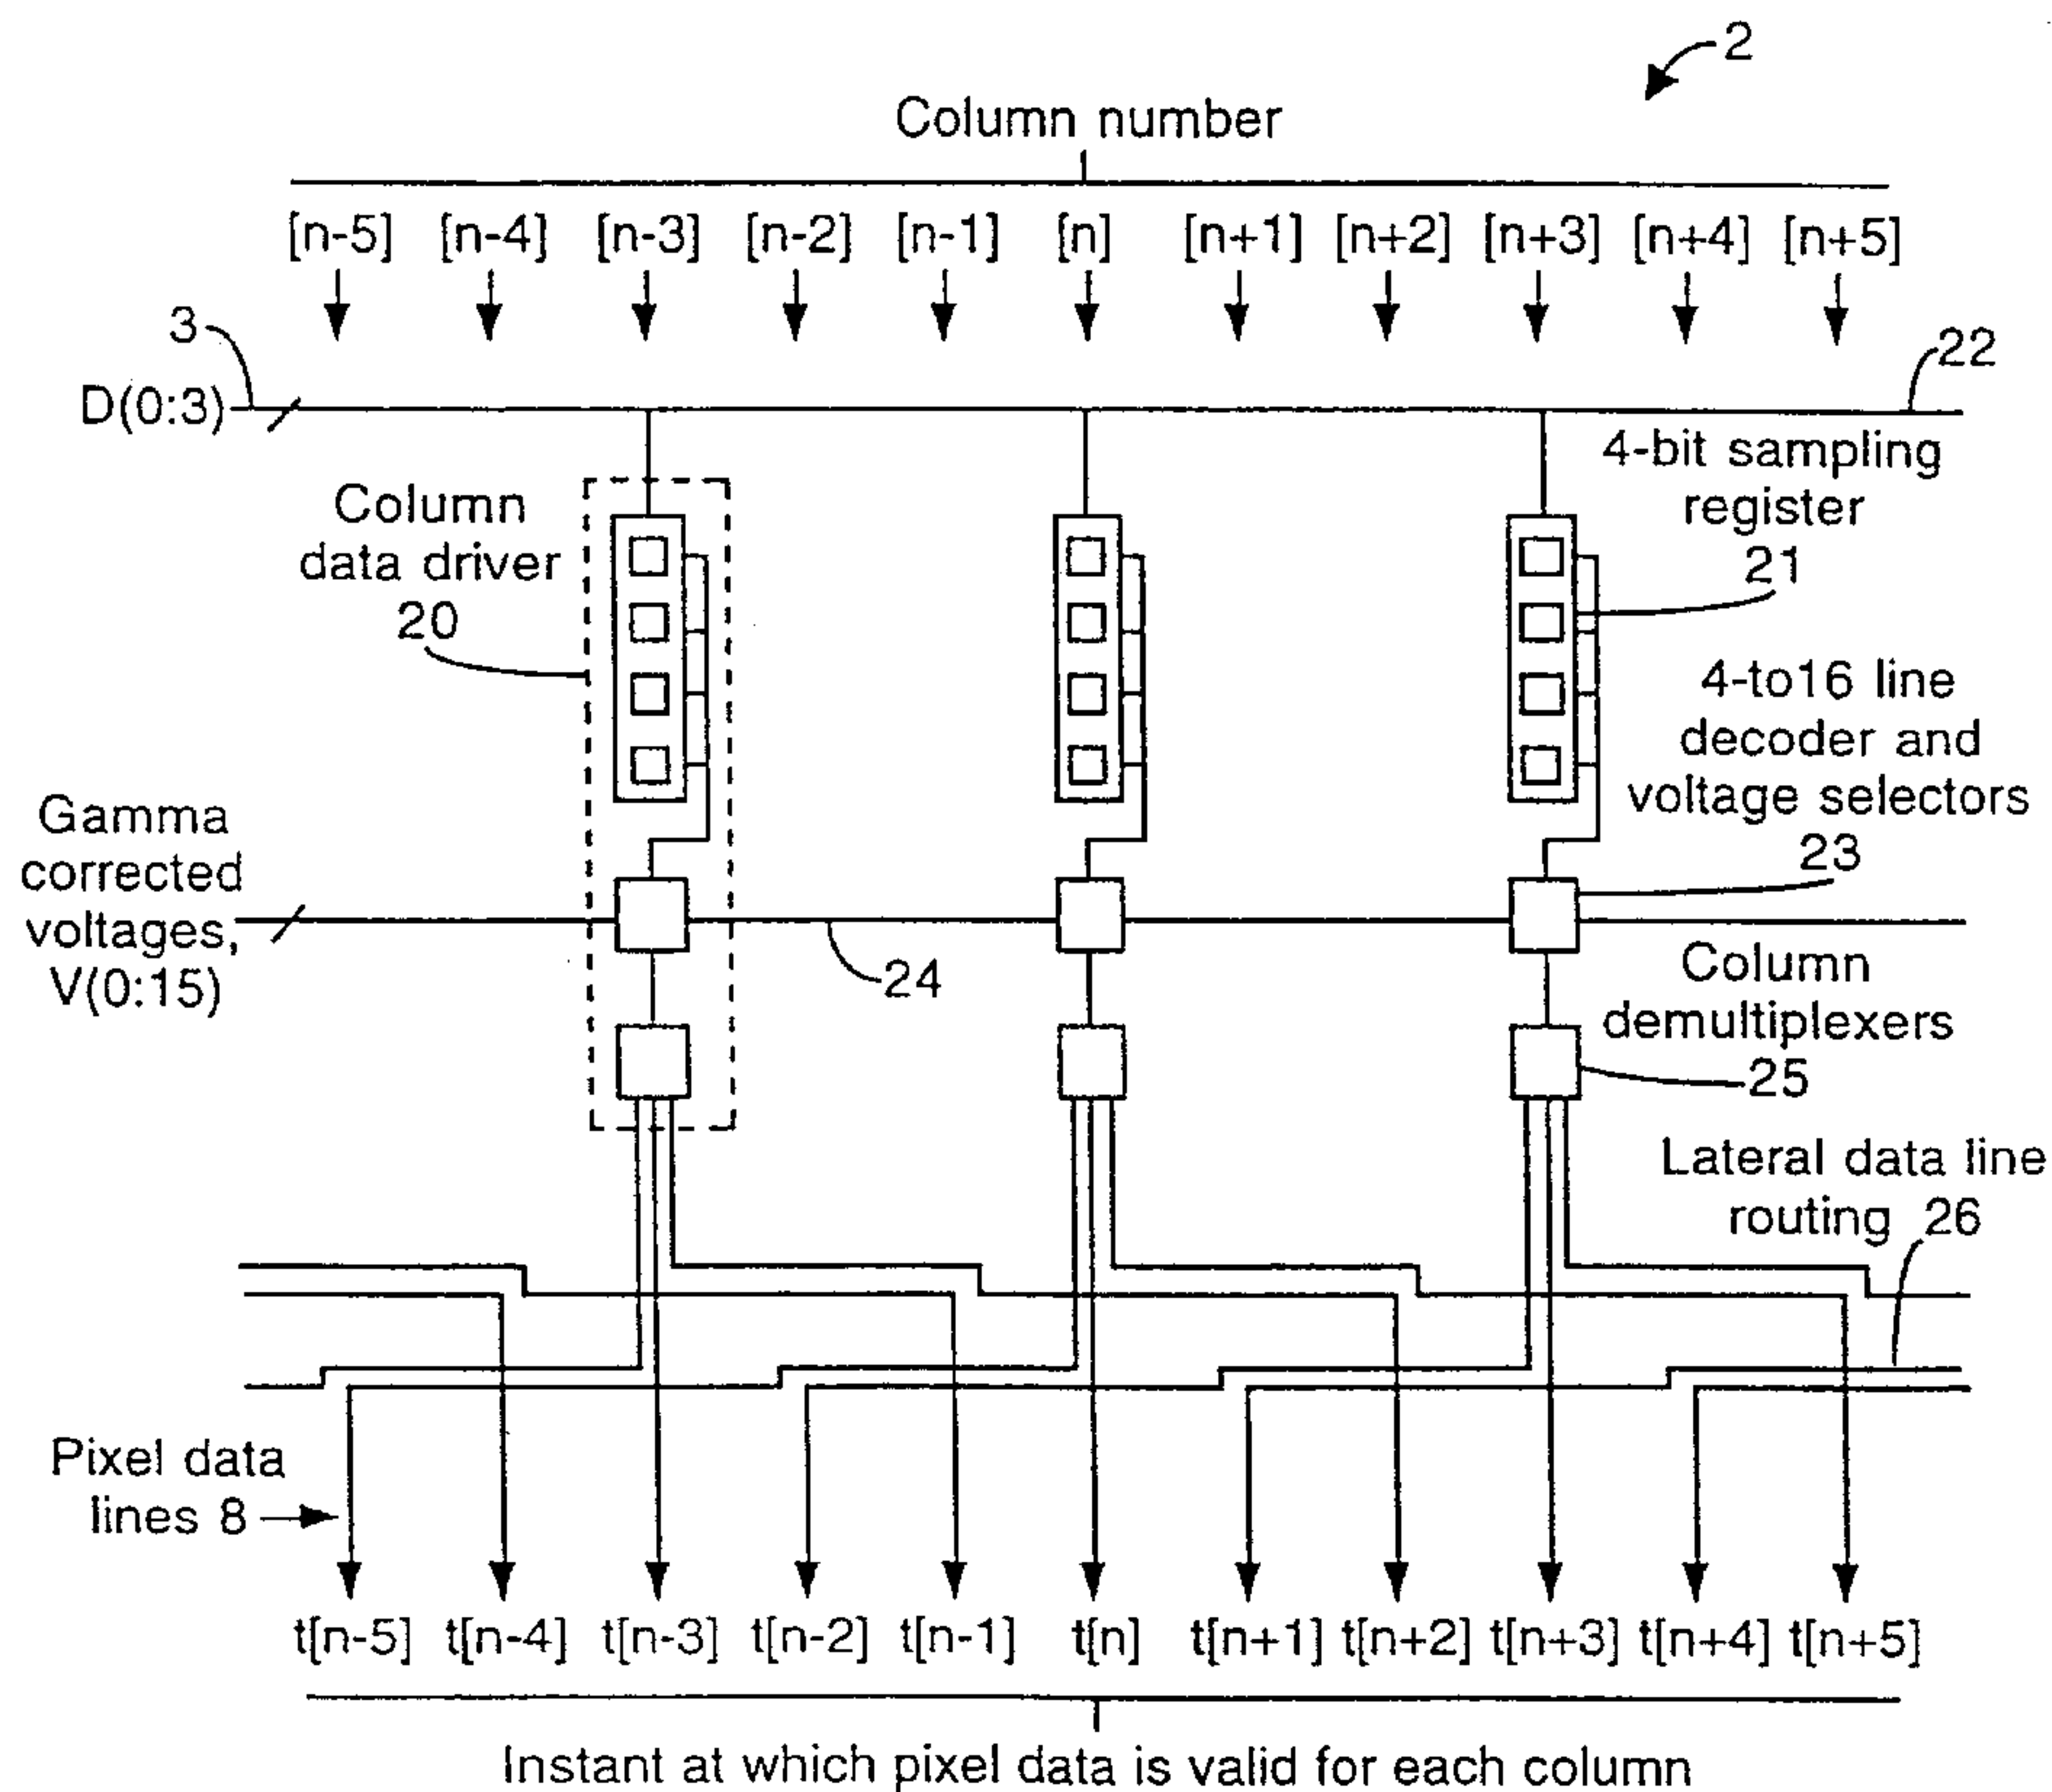 2
Column number
[n-5] [n-4] [n-3] [n-2] [n-1] [n] [n+1] [n+2] [n+3] [n+4] [n+5]
3
22
D(0:3)
4-bit sampling
register
21
Column
data driver
20
4-to16 line
decoder and
voltage selectors
23
Gamma
corrected
voltages,
V(0:15)
24
Column
demultiplexers
25
Lateral data line
routing 26
Pixel data
lines 8
t[n-5] t[n-4] t[n-3] t[n-2] t[n-1] t[n] t[n+1] t[n+2] t[n+3] t[n+4] t[n+5]
Instant at which pixel data is valid for each column